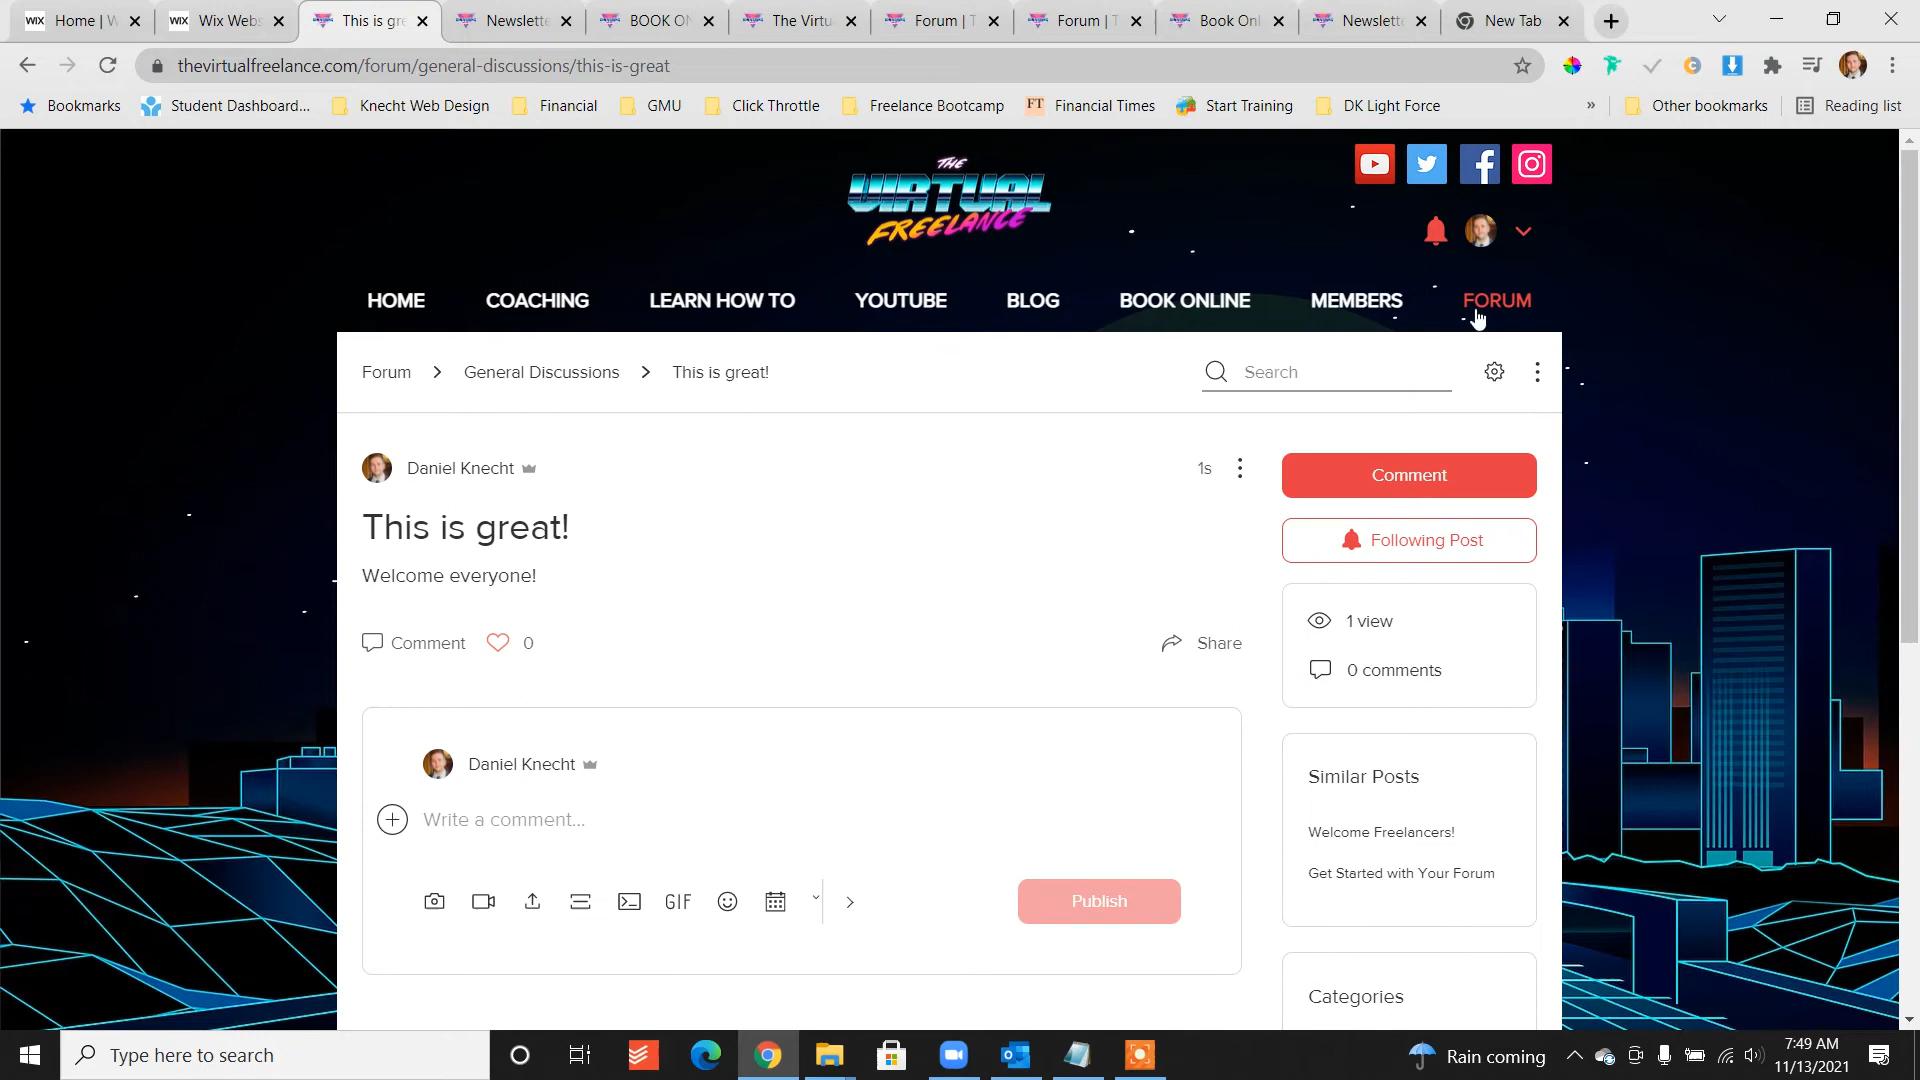 Home | W
Wix Webs
This is gre
Newslette
BOOK ON
The Virtu
Forum | T
Forum | T
Book Onl
Newslette
New Tab
thevirtualfreelance.com/forum/general-discussions/this-is-great
Bookmarks
Student Dashboard...
Knecht Web Design
Financial
GMU
Click Throttle
Freelance Bootcamp
FT Financial Times
Start Training
DK Light Force
»
Other bookmarks
Reading list
THE
VIRTUAL
FREELANCE
HOME COACHING LEARN HOW TO YOUTUBE BLOG BOOK ONLINE MEMBERS FORUM
Forum > General Discussions > This is great!
Search
Daniel Knecht
1s
Comment
This is great!
Following Post
Welcome everyone!
1 view
Comment 0
Share
0 comments
Daniel Knecht
Similar Posts
Write a comment...
Welcome Freelancers!
Get Started with Your Forum
GIF
Publish
Categories
Type here to search
Rain coming
7:49 AM
11/13/2021